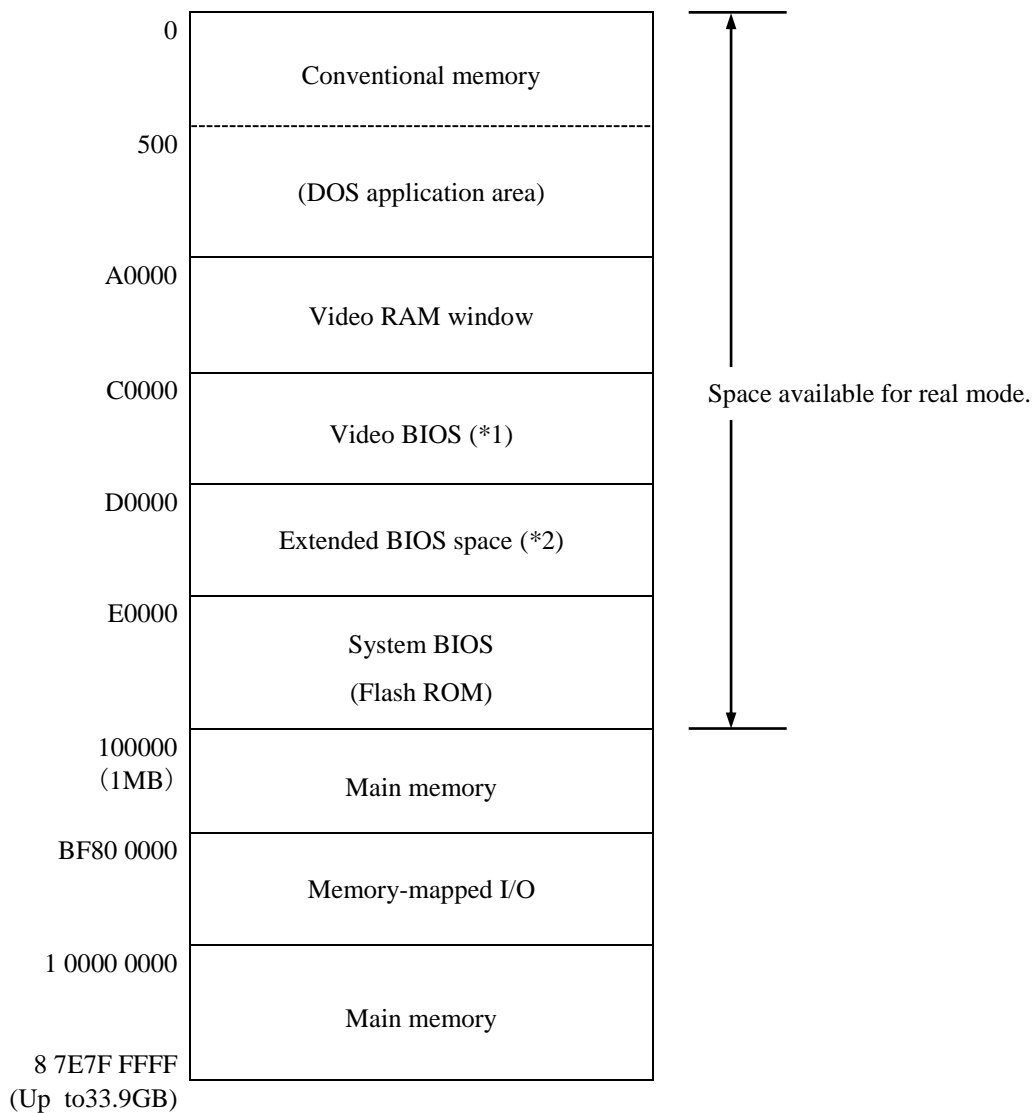 0
Conventional memory
500
(DOS application area)
A0000
Video RAM window
C0000
Video BIOS (*1)
Space available for real mode.
D0000
Extended BIOS space (*2)
E0000
System BIOS
(Flash ROM)
100000
（1MB）
Main memory
BF80 0000
Memory-mapped I/O
1 0000 0000
Main memory
8 7E7F FFFF
(Up to33.9GB)